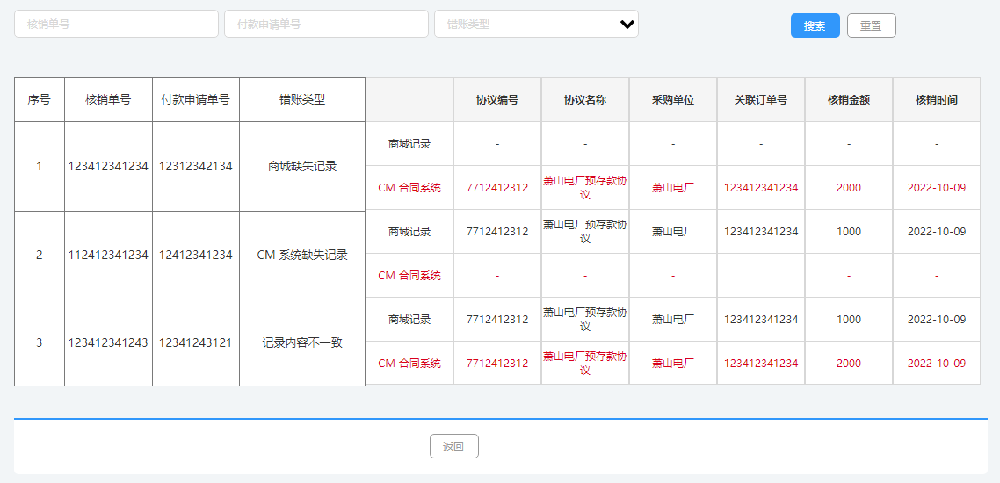 核销单号 付款申请单号 错账类型 搜索 重置
序号 核销单号 付款申请单号 错账类型 协议编号 协议名称 采购单位 关联订单号 核销金额 核销时间
1 123412341234 12312342134 商城缺失记录
商城记录 - - - - - -
CM 合同系统 7712412312 萧山电厂预存款协 萧山电厂 123412341234 2000 2022-10-09
议
2 112412341234 12412341234 CM 系统缺失记录
商城记录 7712412312 萧山电厂预存款协 萧山电厂 123412341234 1000 2022-10-09
议
CM 合同系统 - - - - -
3 123412341243 12341243121 记录内容不一致
商城记录 7712412312 萧山电厂预存款协 萧山电厂 123412341234 1000 2022-10-09
议
CM 合同系统 7712412312 萧山电厂预存款协 萧山电厂 123412341234 2000 2022-10-09
议
返回